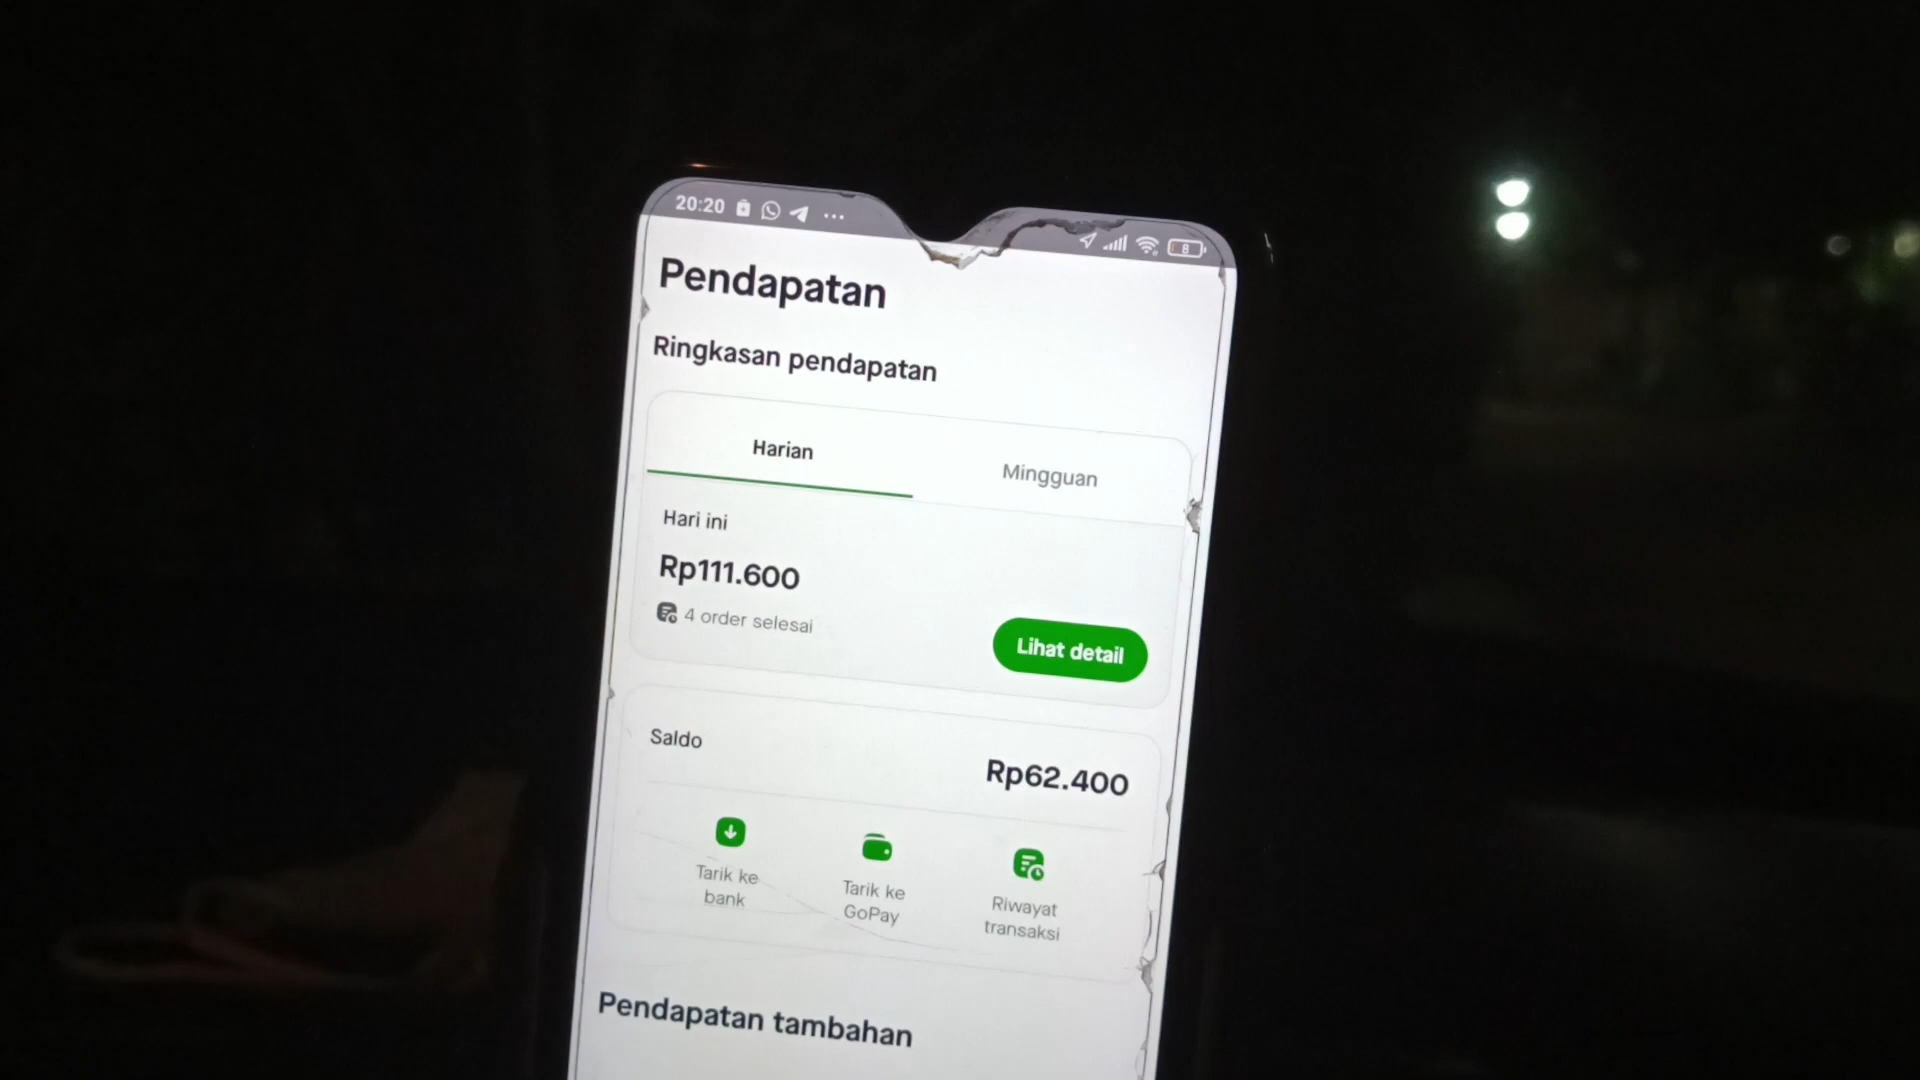 20:20
8
Pendapatan
Ringkasan pendapatan
Harian
Mingguan
Hari ini
Rp111.600
4 order selesai
Lihat detail
Saldo
Rp62.400
Tarik ke
bank
Tarik ke
GoPay
Riwayat
transaksi
Pendapatan tambahan